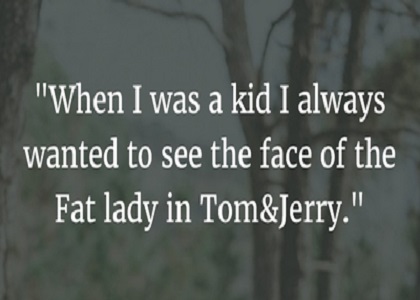 "When I was a kid I always
wanted to see the face of the
Fat lady in Tom&Jerry."